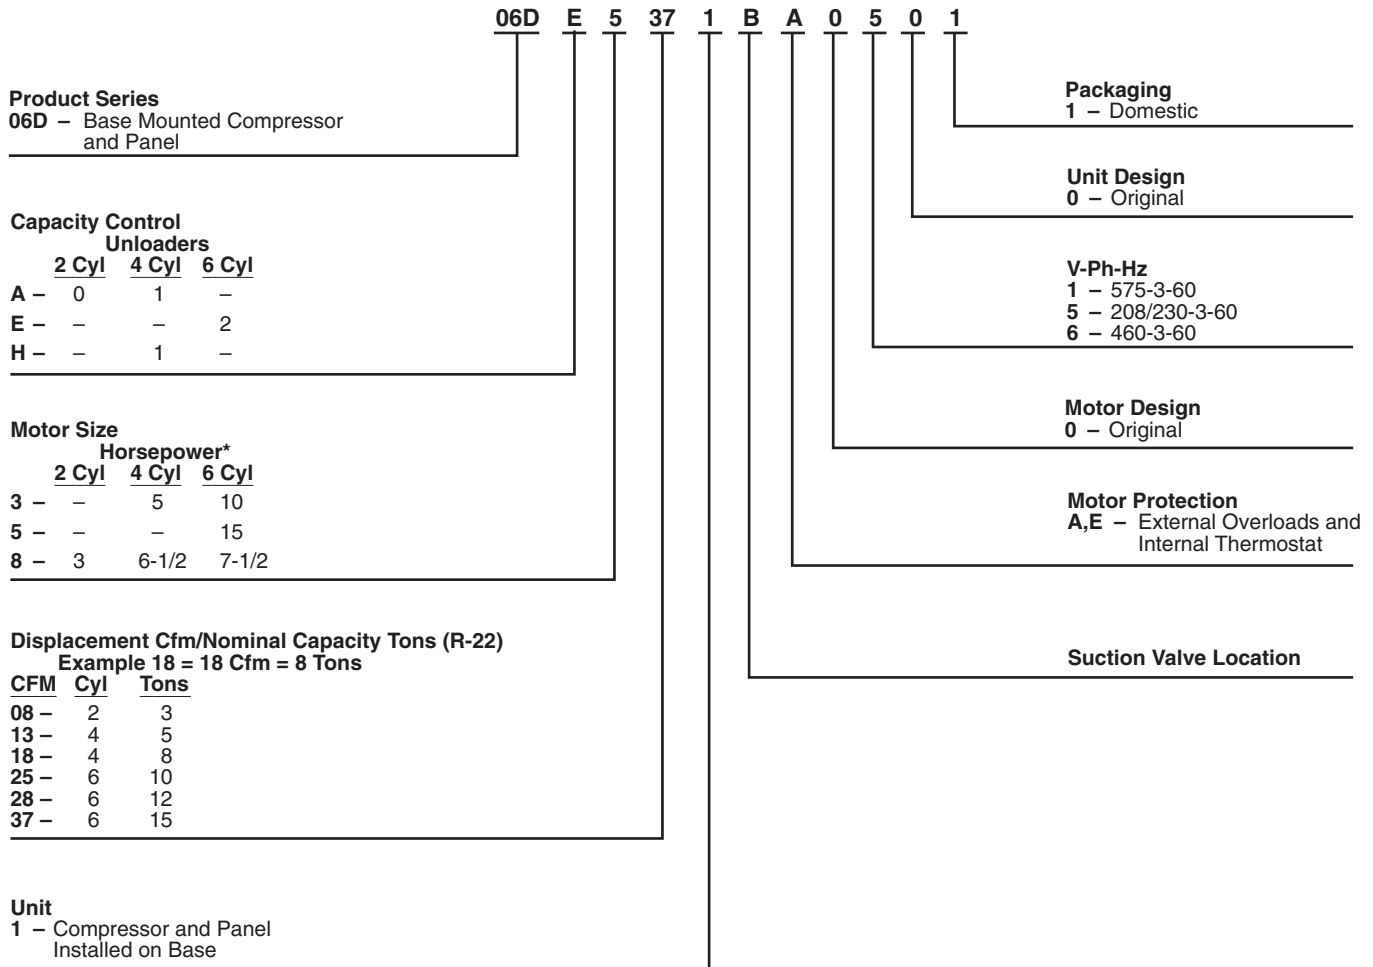 06D E 5 37 1 B A 0 5 0 1
Product Series
06D – Base Mounted Compressor
and Panel
Capacity Control
Unloaders
2 Cyl 4 Cyl 6 Cyl
A – 0 1 –
E – – – 2
H – – 1 –
Motor Size
Horsepower*
2 Cyl 4 Cyl 6 Cyl
3 – – 5 10
5 – – – 15
8 – 3 6-1/2 7-1/2
Displacement Cfm/Nominal Capacity Tons (R-22)
Example 18 = 18 Cfm = 8 Tons
CFM Cyl Tons
08 – 2 3
13 – 4 5
18 – 4 8
25 – 6 10
28 – 6 12
37 – 6 15
Unit
1 – Compressor and Panel
Installed on Base
Packaging
1 – Domestic
Unit Design
0 – Original
V-Ph-Hz
1 – 575-3-60
5 – 208/230-3-60
6 – 460-3-60
Motor Design
0 – Original
Motor Protection
A,E – External Overloads and
Internal Thermostat
Suction Valve Location